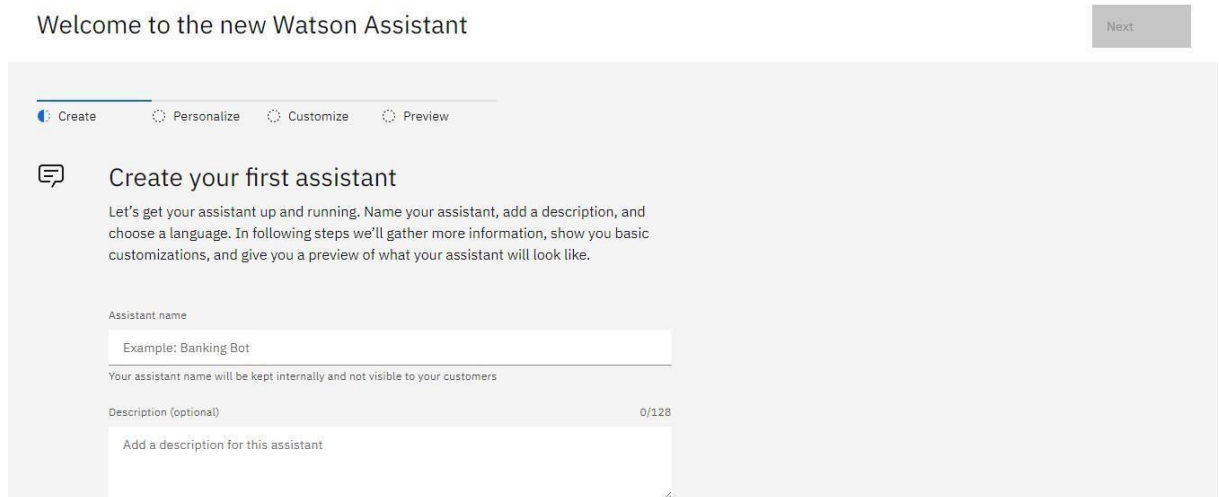 Welcome to the new Watson Assistant
Next
Create
Personalize
Customize
Preview
Create your first assistant
Let’s get your assistant up and running. Name your assistant, add a description, and
choose a language. In following steps we’ll gather more information, show you basic
customizations, and give you a preview of what your assistant will look like.
Assistant name
Example: Banking Bot
Your assistant name will be kept internally and not visible to your customers
Description (optional)
0/128
Add a description for this assistant